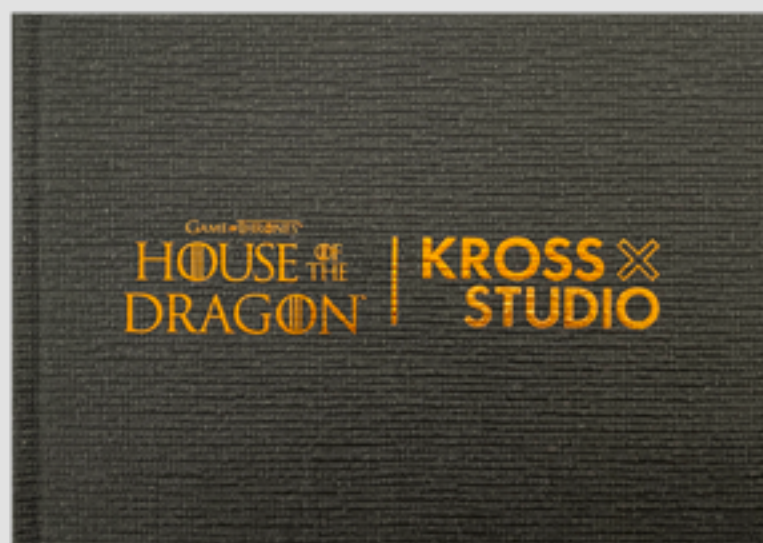 GAME OF THRONES
HOUSE OF THE
DRAGON
KROSS
STUDIO